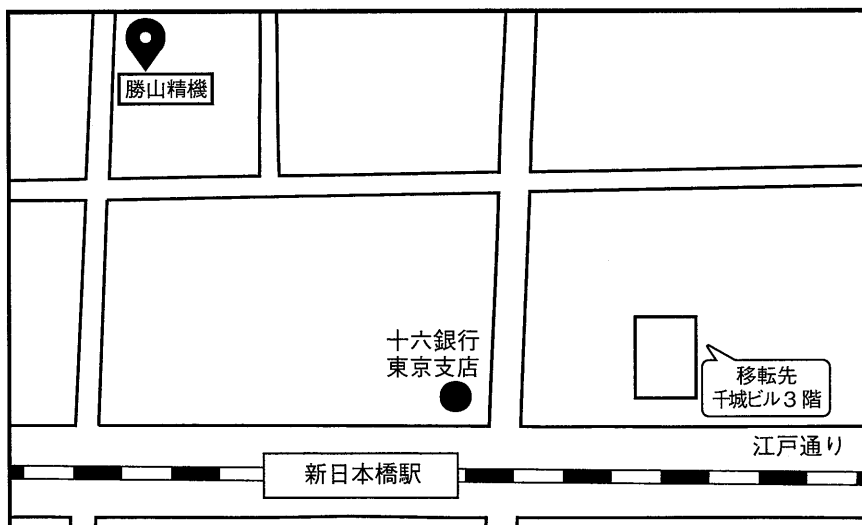 勝山精機
十六銀行
東京支店
移転先
千城ビル3階
江戸通り
新日本橋駅